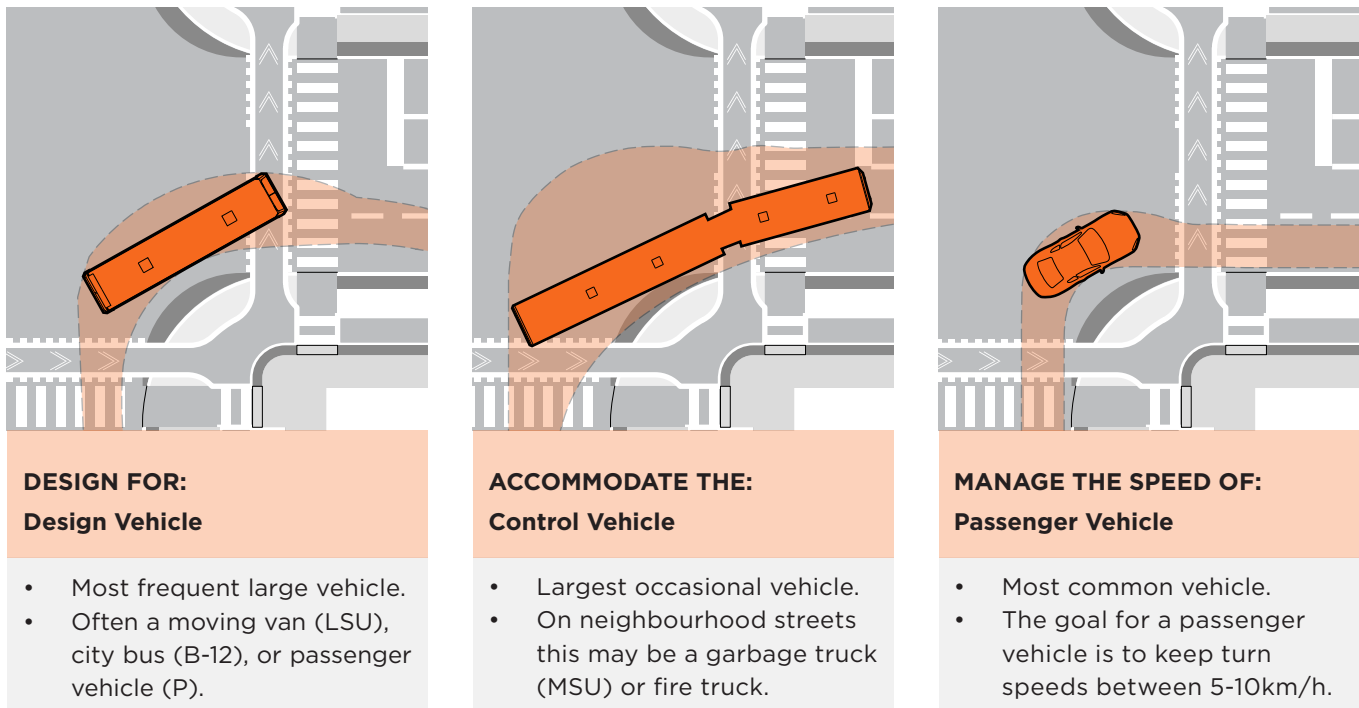 DESIGN FOR:
Design Vehicle
• Most frequent large vehicle.
• Often a moving van (LSU),
city bus (B-12), or passenger
vehicle (P).
ACCOMMODATE THE:
Control Vehicle
• Largest occasional vehicle.
• On neighbourhood streets
this may be a garbage truck
(MSU) or fire truck.
MANAGE THE SPEED OF:
Passenger Vehicle
• Most common vehicle.
• The goal for a passenger
vehicle is to keep turn
speeds between 5-10km/h.